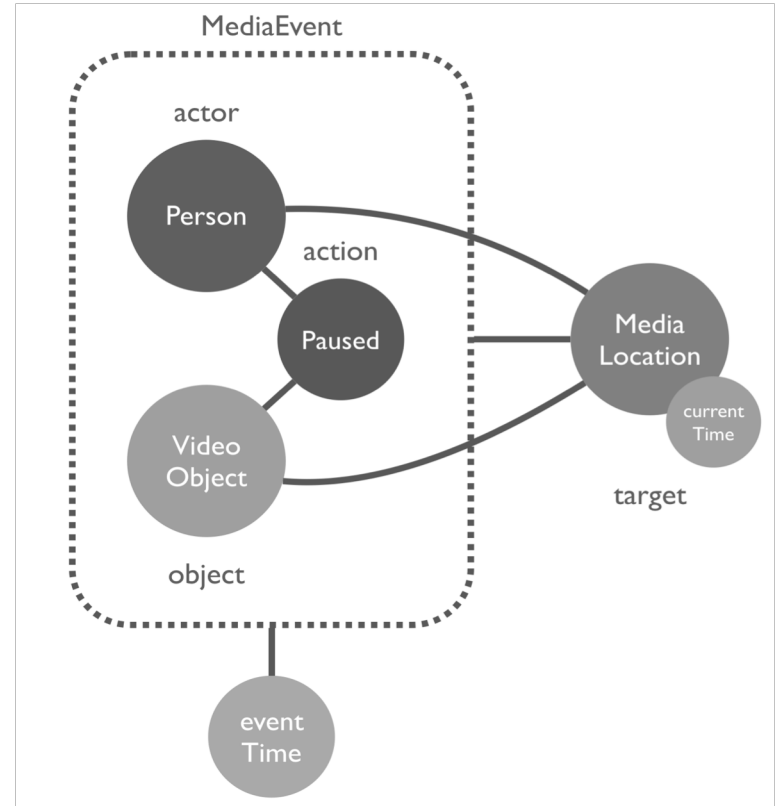 MediaEvent
actor
Person
action
Paused
Media
Location
current
Time
Video
Object
target
object
event
Time